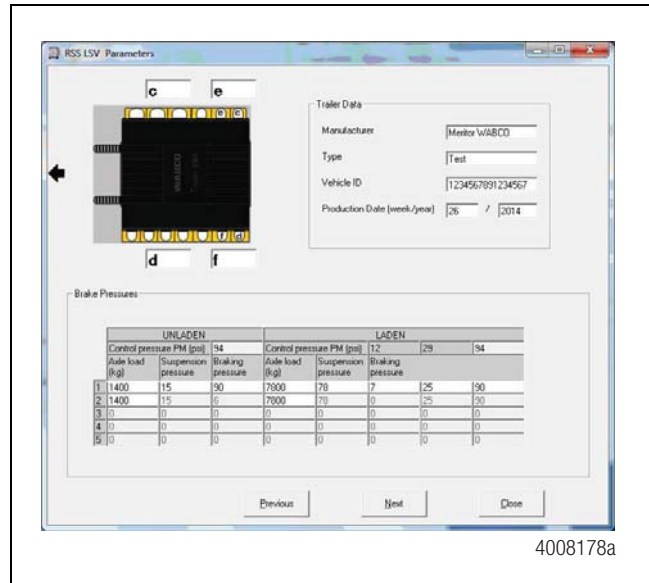 RSS LSV Parameters
c e
e e
WABCO
f d
d f
Trailer Data
Manufacturer Meritor WABCO
Type Test
Vehicle ID 1234567891234567
Production Date (week/year) 26 / 2014
Brake Pressures
UNLADEN LADEN
Control pressure PM (psi) 94 Control pressure PM (psi) 12 29 94
Axle load (kg) Suspension pressure Braking pressure Axle load (kg) Suspension pressure Braking pressure
1 1400 15 90 7800 78 7 25 90
2 1400 15 6 7800 78 0 25 90
3 0 0 0 0 0 0 0 0
4 0 0 0 0 0 0 0 0
5 0 0 0 0 0 0 0 0
Previous Next Close
4008178a